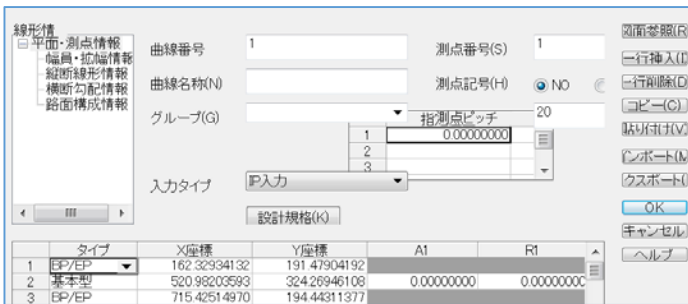 線形情
平面・測点情報
幅員・拡幅情報
縦断線形情報
横断勾配情報
路面構成情報
曲線番号 1
測点番号(S) 1
曲線名称(N)
測点記号(H) NO
グループ(G)
指測点ピッチ 20
1 0.00000000
2
3
入力タイプ IP入力
設計規格(K)
図面参照(R
一行挿入(I)
一行削除(D
コピー(C)
貼り付け(V)
インポート(M
クスポート(
OK
キャンセル
ヘルプ
タイプ X座標 Y座標 A1 R1
1 BP/EP 162.32934132 191.47904192
2 基本型 520.98203593 324.26946108 0.00000000 0.0000000C
3 BP/EP 715.42514970 194.44311377